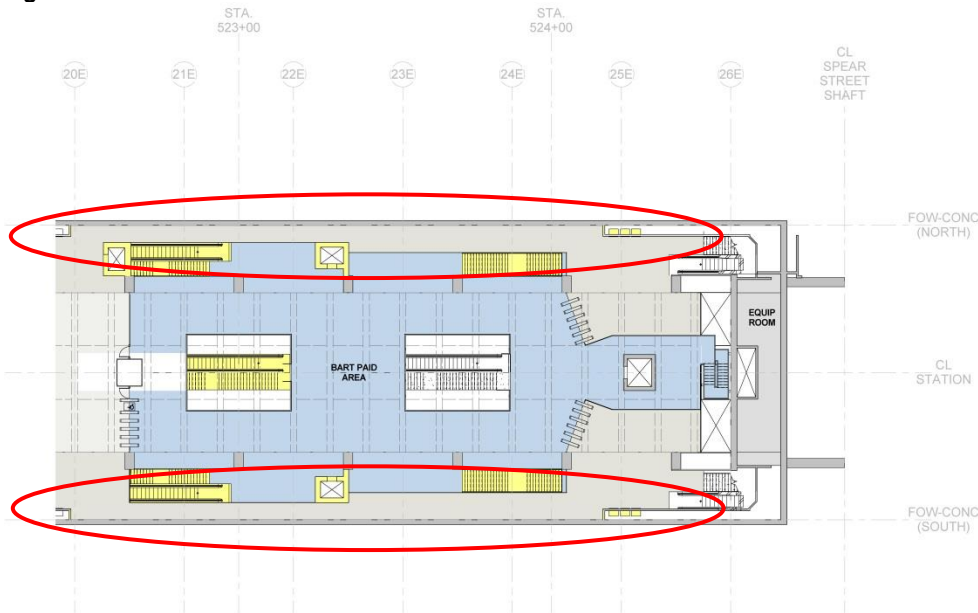 STA.
523+00
STA.
524+00
20E
21E
22E
23E
24E
25E
26E
CL
SPEAR
STREET
SHAFT
FOW-CONC
(NORTH)
EQUIP
ROOM
BART PAID
AREA
CL
STATION
FOW-CONC
(SOUTH)